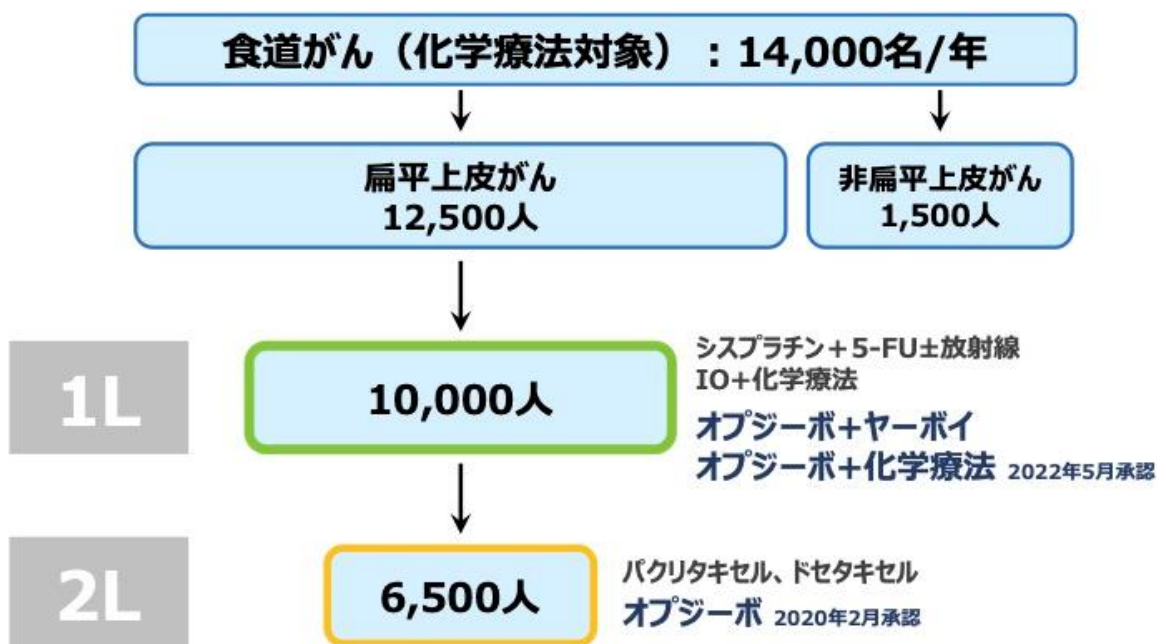 食道がん（化学療法対象）：14,000名/年
扁平上皮がん
12,500人
非扁平上皮がん
1,500人
1L
10,000人
シスプラチン＋5-FU±放射線
IO＋化学療法
オプジーボ＋ヤーボイ
オプジーボ＋化学療法 2022年5月承認
2L
6,500人
パクリタキセル、ドセタキセル
オプジーボ 2020年2月承認